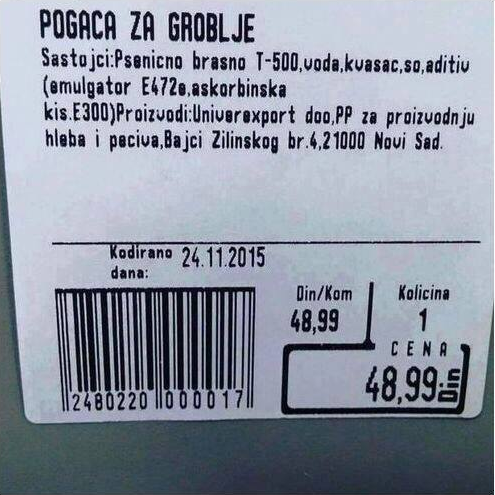 POGACA ZA GROBLJE
Sastojci:Psenicno brasno T-500,voda,kvasac,so,aditiv
(emulgator E472e,askorbinska
kis.E300)Proizvodi:Univerexport doo,PP za proizvodnju
hleba i peciva,Bajci Zilinskog br.4,21000 Novi Sad.
Kodirano 24.11.2015
dana:
Din/Kom Kolicina
48,99 1
CENA
48,99 Din
2480220 000017